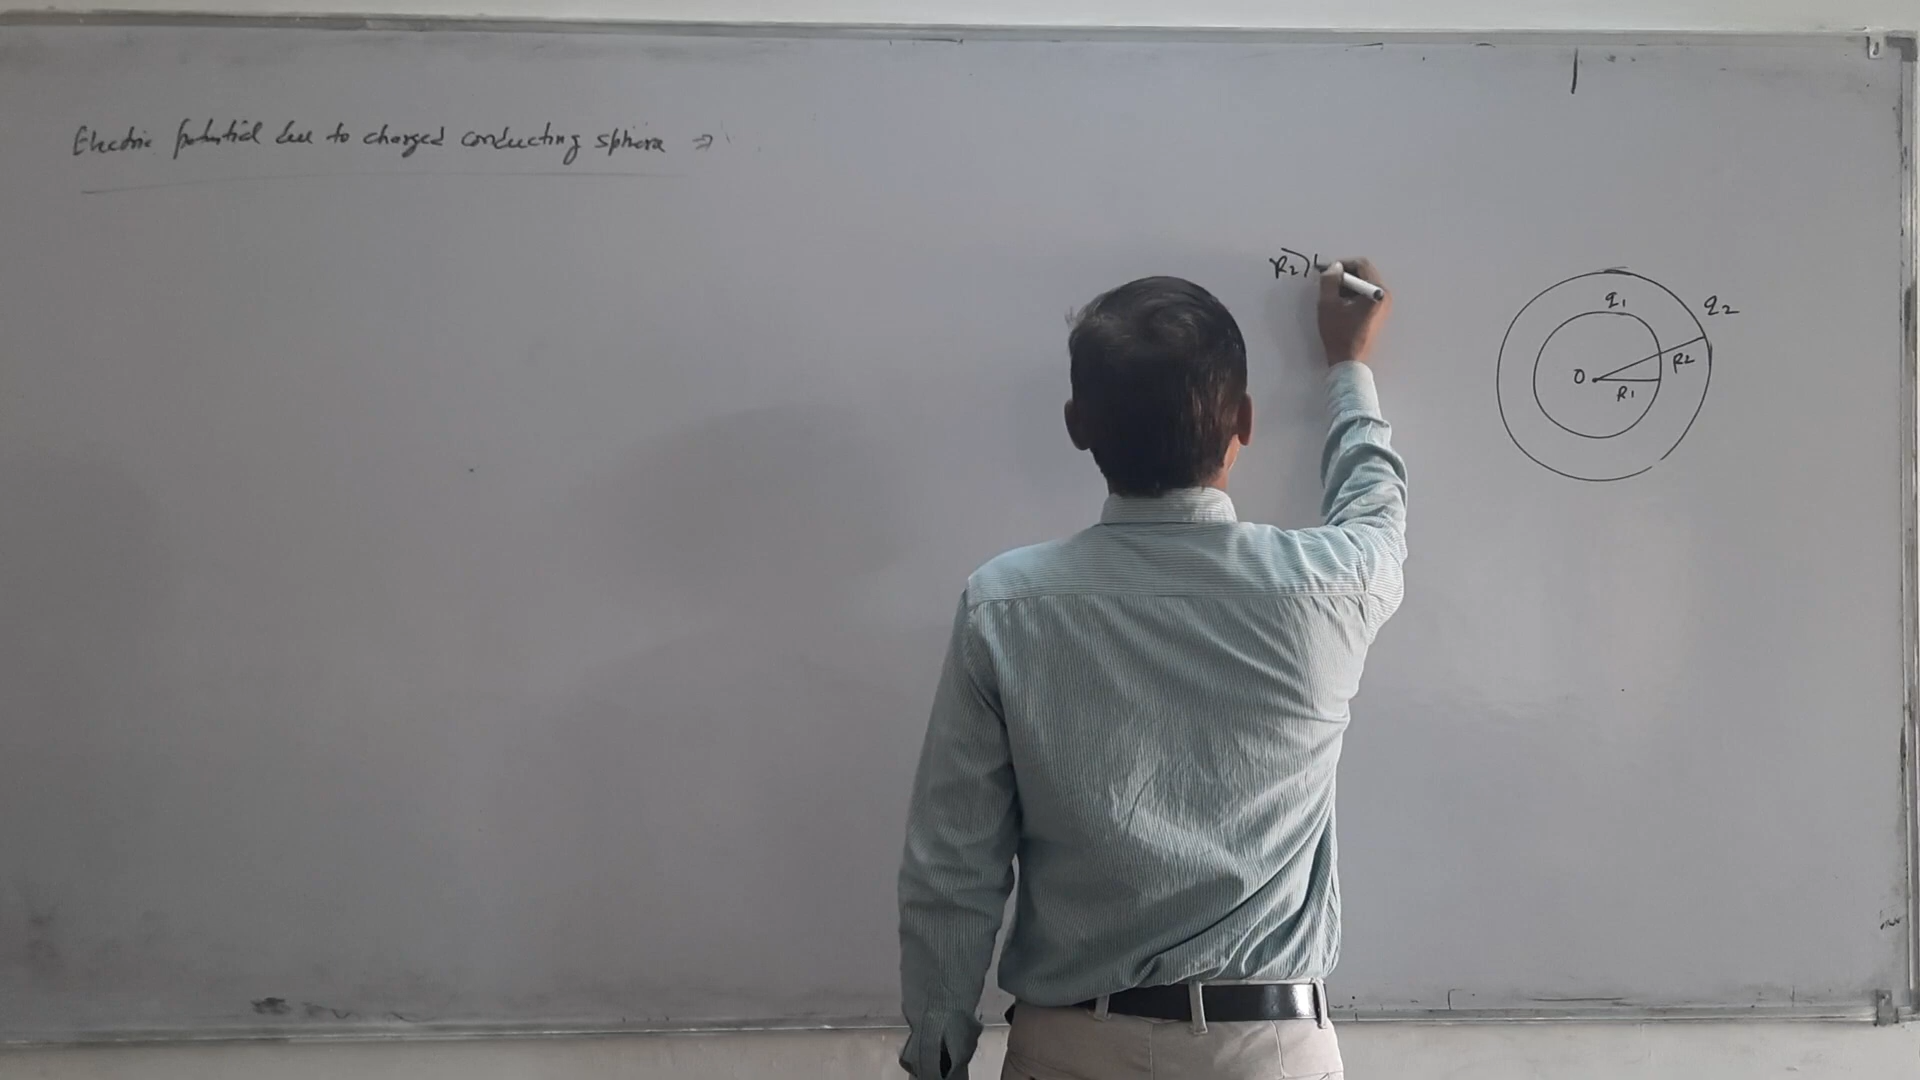 Electric potential due to charged conducting sphere ⇒
R2>
q1
q2
R2
O
R1